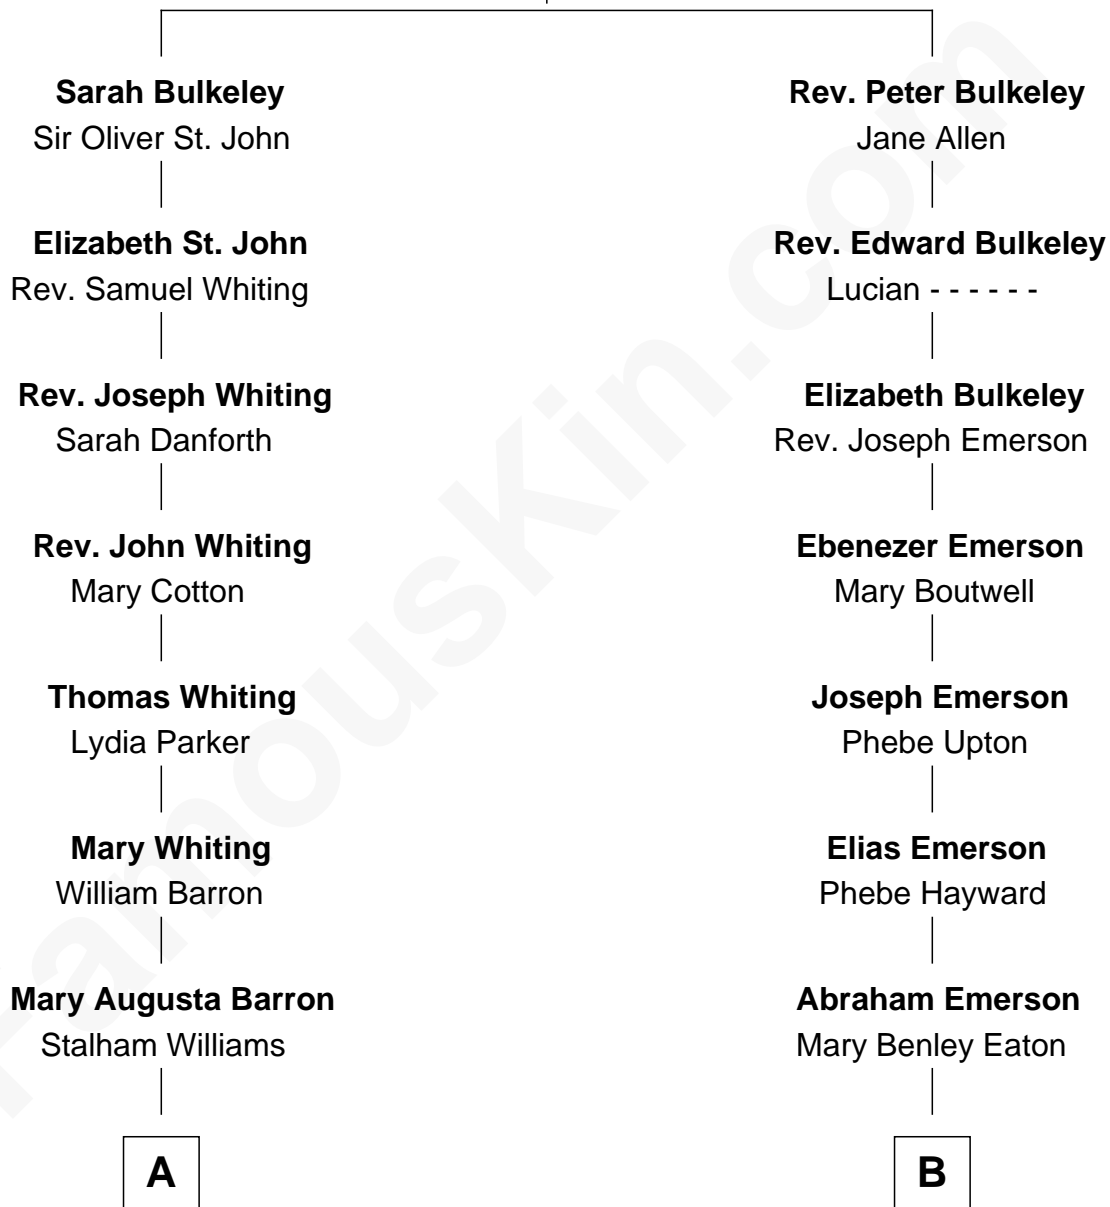 Sarah Bulkeley
Sir Oliver St. John
Elizabeth St. John
Rev. Samuel Whiting
Rev. Joseph Whiting
Sarah Danforth
Rev. John Whiting
Mary Cotton
Thomas Whiting
Lydia Parker
Mary Whiting
William Barron
Mary Augusta Barron
Stalham Williams
A
Rev. Peter Bulkeley
Jane Allen
Rev. Edward Bulkeley
Lucian - - - - - -
Elizabeth Bulkeley
Rev. Joseph Emerson
Ebenezer Emerson
Mary Boutwell
Joseph Emerson
Phebe Upton
Elias Emerson
Phebe Hayward
Abraham Emerson
Mary Benley Eaton
B
FamousKin.com